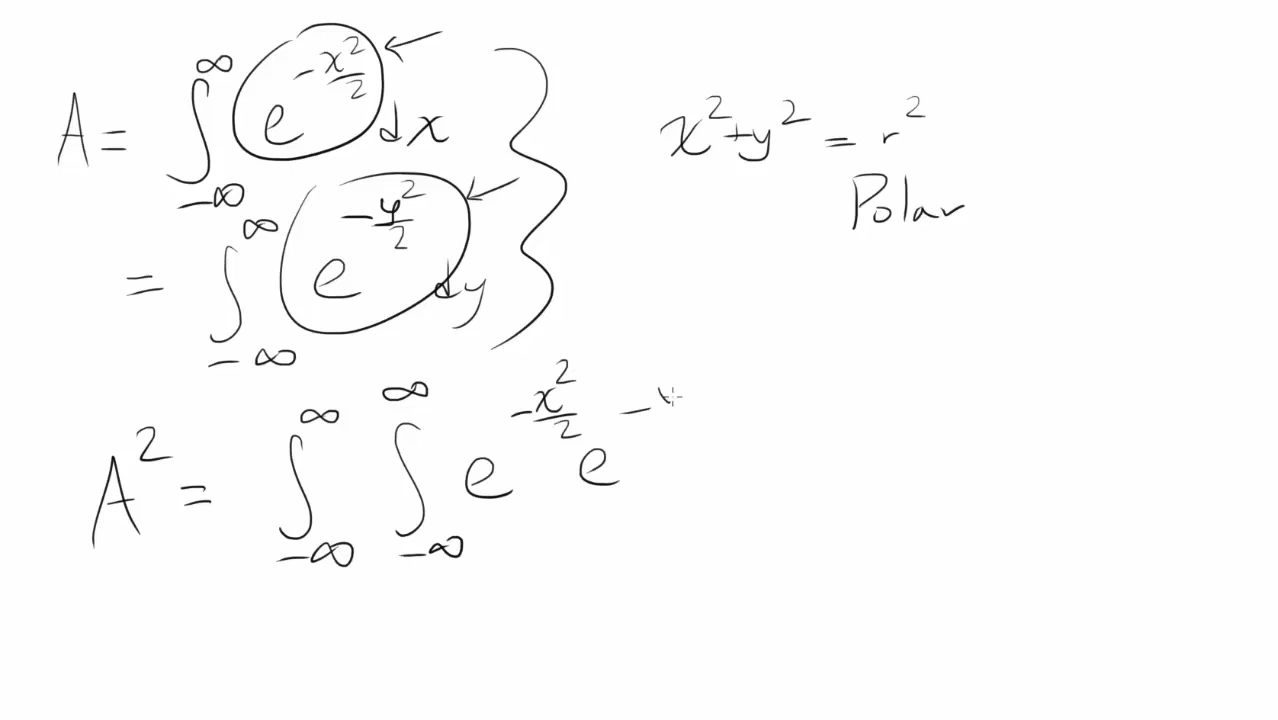 A = ∫_{-∞}^{∞} e^{-x²/2} dx
= ∫_{-∞}^{∞} e^{-y²/2} dy
x² + y² = r²
Polar
A² = ∫_{-∞}^{∞} ∫_{-∞}^{∞} e^{-x²/2} e^{-